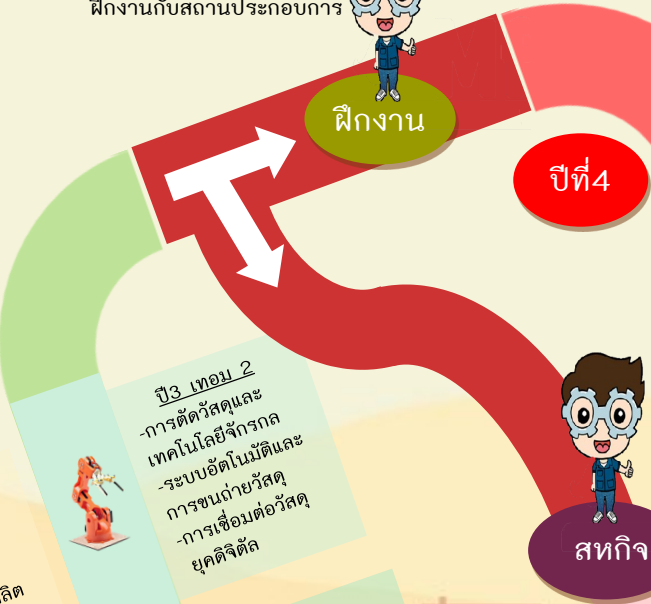 ฝึกงานกับสถานประกอบการ
ฝึกงาน
ปีที่4
ปี3 เทอม 2
-การตัดวัสดุและ
เทคโนโลยีจักรกล
-ระบบอัตโนมัติและ
การขนถ่ายวัสดุ
-การเชื่อมต่อวัสดุ
ยุคดิจิตัล
สหกิจ